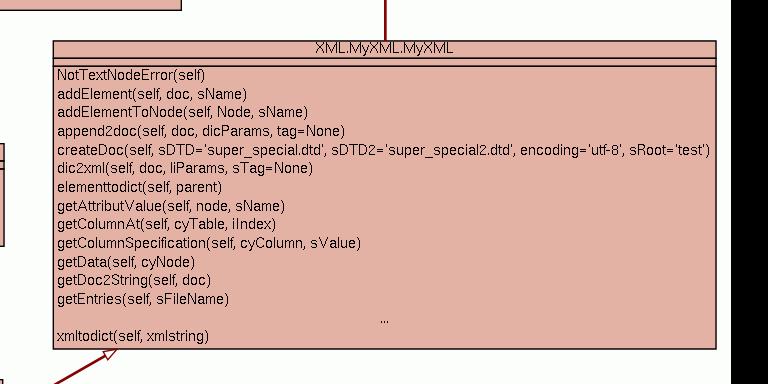 XML.MyXML.MyXML
NotTextNodeError(self)
addElement(self, doc, sName)
addElementToNode(self, Node, sName)
append2doc(self, doc, dicParams, tag=None)
createDoc(self, sDTD='super_special.dtd', sDTD2='super_special2.dtd', encoding='utf-8', sRoot='test')
dic2xml(self, doc, liParams, sTag=None)
elementtodict(self, parent)
getAttributValue(self, node, sName)
getColumnAt(self, cyTable, iIndex)
getColumnSpecification(self, cyColumn, sValue)
getData(self, cyNode)
getDoc2String(self, doc)
getEntries(self, sFileName)
...
xmltodict(self, xmlstring)